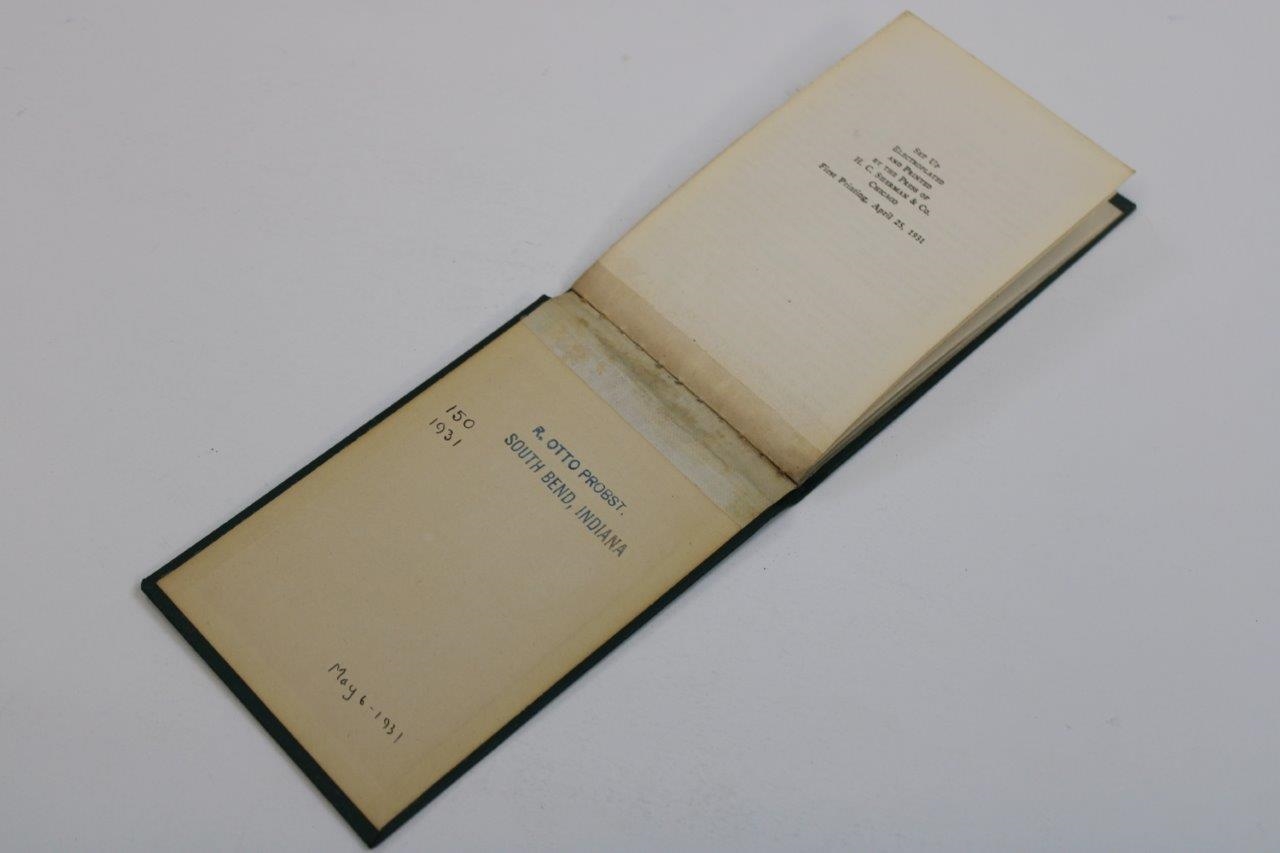 Set Up
Electroplated
and Printed
by the Press of
H. C. Sherman & Co.
Chicago
First Printing, April 25, 1931
150
1931
R. OTTO PROBST.
SOUTH BEND, INDIANA
May 6-1931